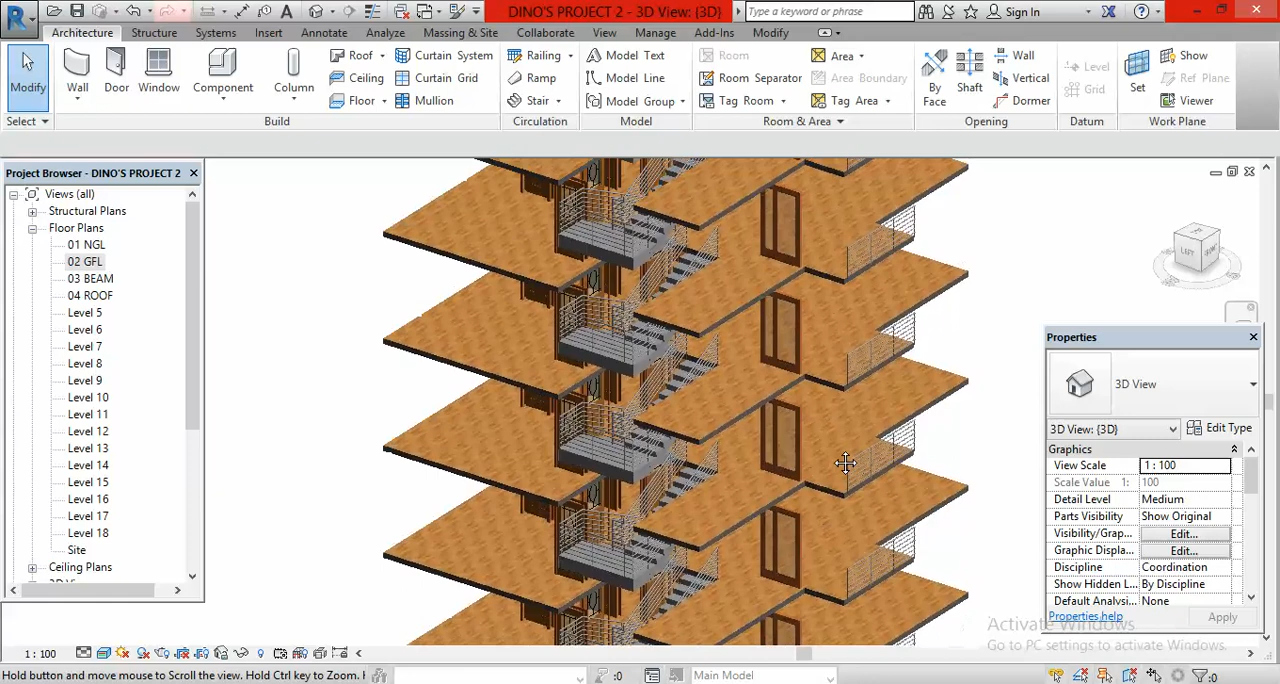 DINO'S PROJECT 2 - 3D View: {3D}
Type a keyword or phrase
Sign In
Architecture Structure Systems Insert Annotate Analyze Massing & Site Collaborate View Manage Add-Ins Modify
Modify
Wall
Door
Window
Component
Column
Roof
Ceiling
Floor
Curtain System
Curtain Grid
Mullion
Railing
Ramp
Stair
Model Text
Model Line
Model Group
Room
Room Separator
Tag Room
Area
Area Boundary
Tag Area
By Face
Shaft
Wall
Vertical
Dormer
Level
Grid
Set
Show
Ref Plane
Viewer
Select Build Circulation Model Room & Area Opening Datum Work Plane
Project Browser - DINO'S PROJECT 2
Views (all)
Structural Plans
Floor Plans
01 NGL
02 GFL
03 BEAM
04 ROOF
Level 5
Level 6
Level 7
Level 8
Level 9
Level 10
Level 11
Level 12
Level 13
Level 14
Level 15
Level 16
Level 17
Level 18
Site
Ceiling Plans
LEFT
Properties
3D View
3D View: {3D} Edit Type
Graphics
View Scale 1 : 100
Scale Value 1: 100
Detail Level Medium
Parts Visibility Show Original
Visibility/Grap... Edit...
Graphic Displa... Edit...
Discipline Coordination
Show Hidden L... By Discipline
Default Analysi... None
Properties help Apply
Activate Windows
Go to PC settings to activate Windows.
1 : 100
Hold button and move mouse to Scroll the view. Hold Ctrl key to Zoom. H
:0
Main Model
:0